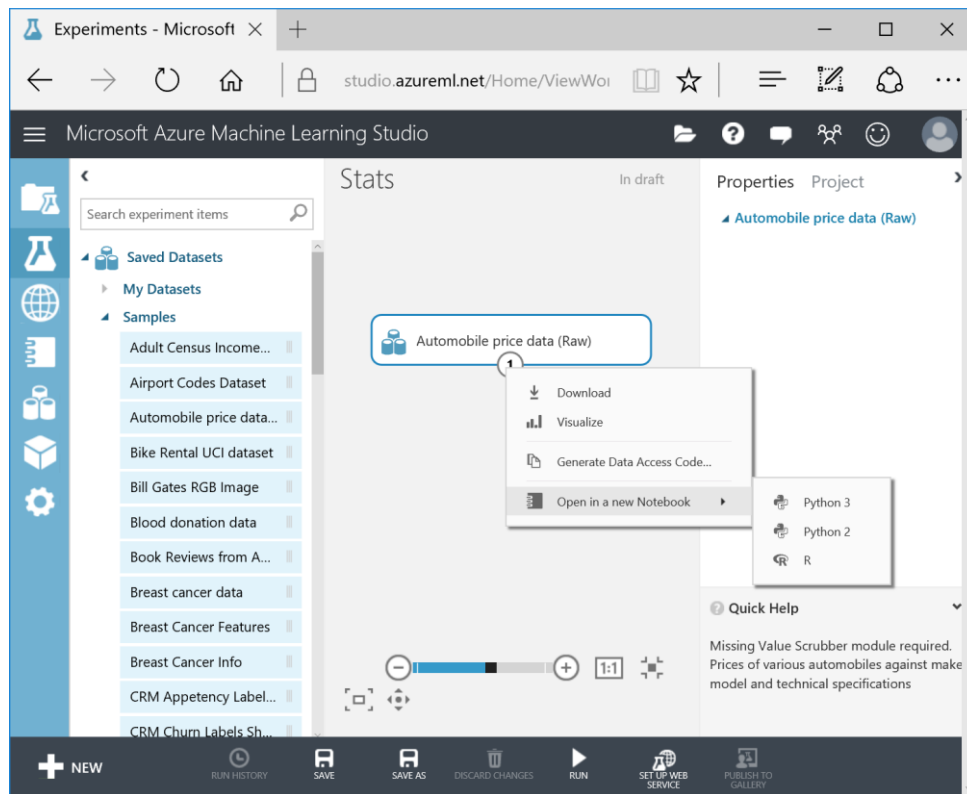 Experiments - Microsoft
studio.azureml.net/Home/ViewWor
Microsoft Azure Machine Learning Studio
Search experiment items
Saved Datasets
My Datasets
Samples
Adult Census Income...
Airport Codes Dataset
Automobile price data...
Bike Rental UCI dataset
Bill Gates RGB Image
Blood donation data
Book Reviews from A...
Breast cancer data
Breast Cancer Features
Breast Cancer Info
CRM Appetency Label...
CRM Churn Labels Sh...
Stats
In draft
Automobile price data (Raw)
1
Download
Visualize
Generate Data Access Code...
Open in a new Notebook
Python 3
Python 2
R
1:1
Properties Project
Automobile price data (Raw)
Quick Help
Missing Value Scrubber module required.
Prices of various automobiles against make
model and technical specifications
NEW
RUN HISTORY
SAVE
SAVE AS
DISCARD CHANGES
RUN
SET UP WEB
SERVICE
PUBLISH TO
GALLERY